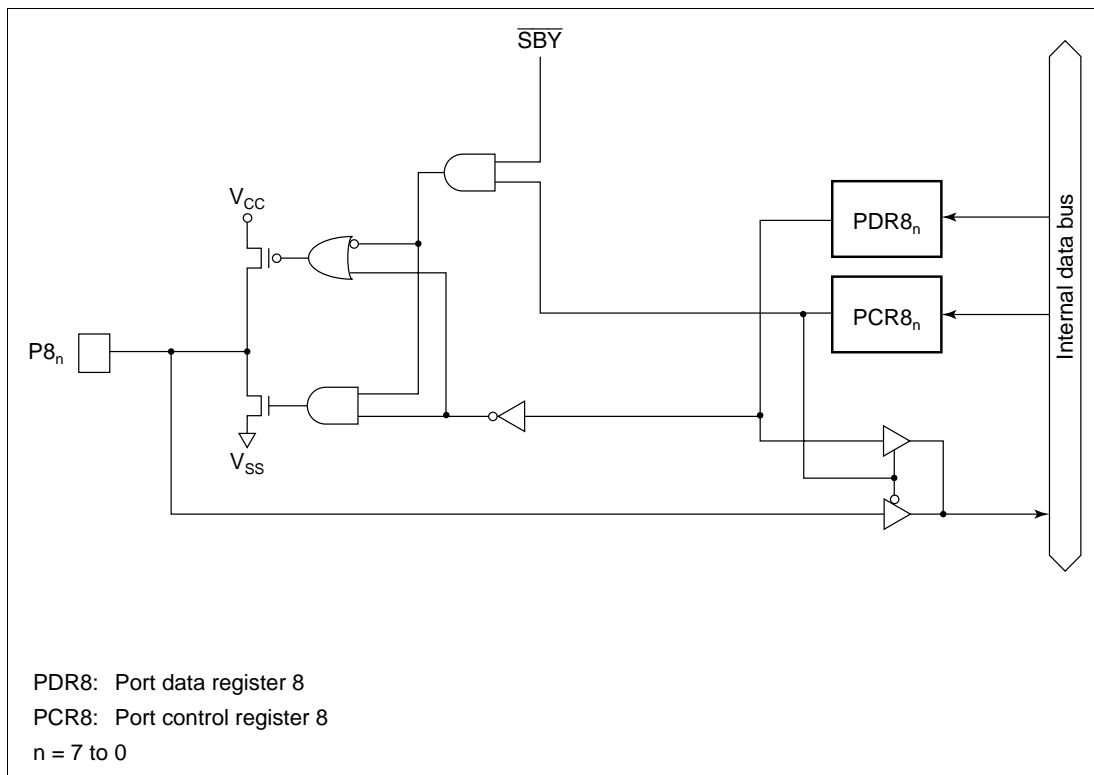 S̅B̅Y̅
V_CC
PDR8_n
PCR8_n
Internal data bus
P8_n
V_SS
PDR8: Port data register 8
PCR8: Port control register 8
n = 7 to 0